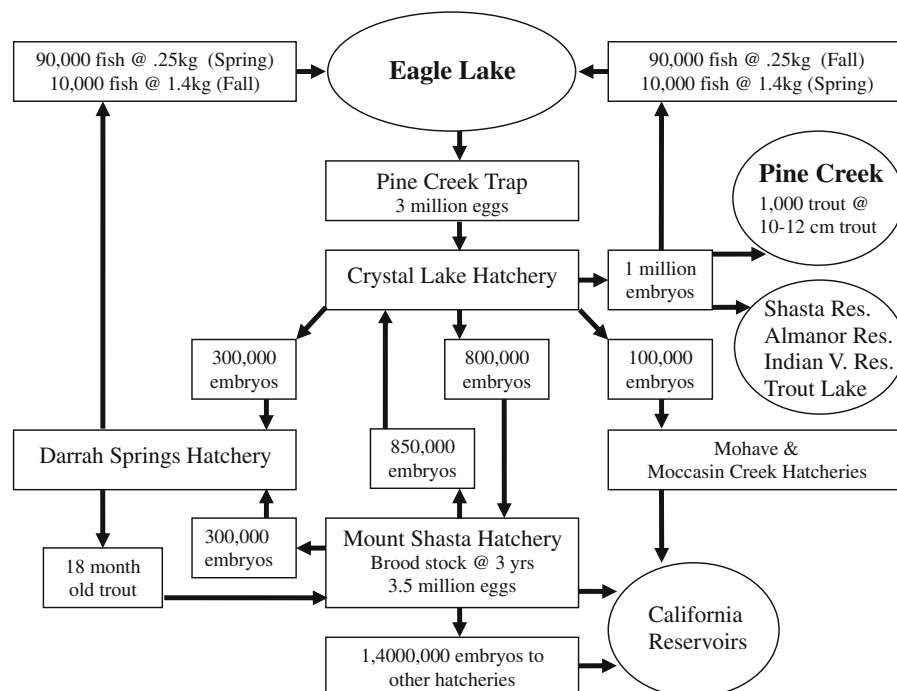 90,000 fish @ .25kg (Spring)
10,000 fish @ 1.4kg (Fall)
Eagle Lake
90,000 fish @ .25kg (Fall)
10,000 fish @ 1.4kg (Spring)
Pine Creek Trap
3 million eggs
Pine Creek
1,000 trout @
10-12 cm trout
Crystal Lake Hatchery
1 million
embryos
Shasta Res.
Almanor Res.
Indian V. Res.
Trout Lake
300,000
embryos
800,000
embryos
100,000
embryos
Darrah Springs Hatchery
850,000
embryos
Mohave &
Moccasin Creek Hatcheries
300,000
embryos
Mount Shasta Hatchery
Brood stock @ 3 yrs
3.5 million eggs
18 month
old trout
California
Reservoirs
1,4000,000 embryos to
other hatcheries